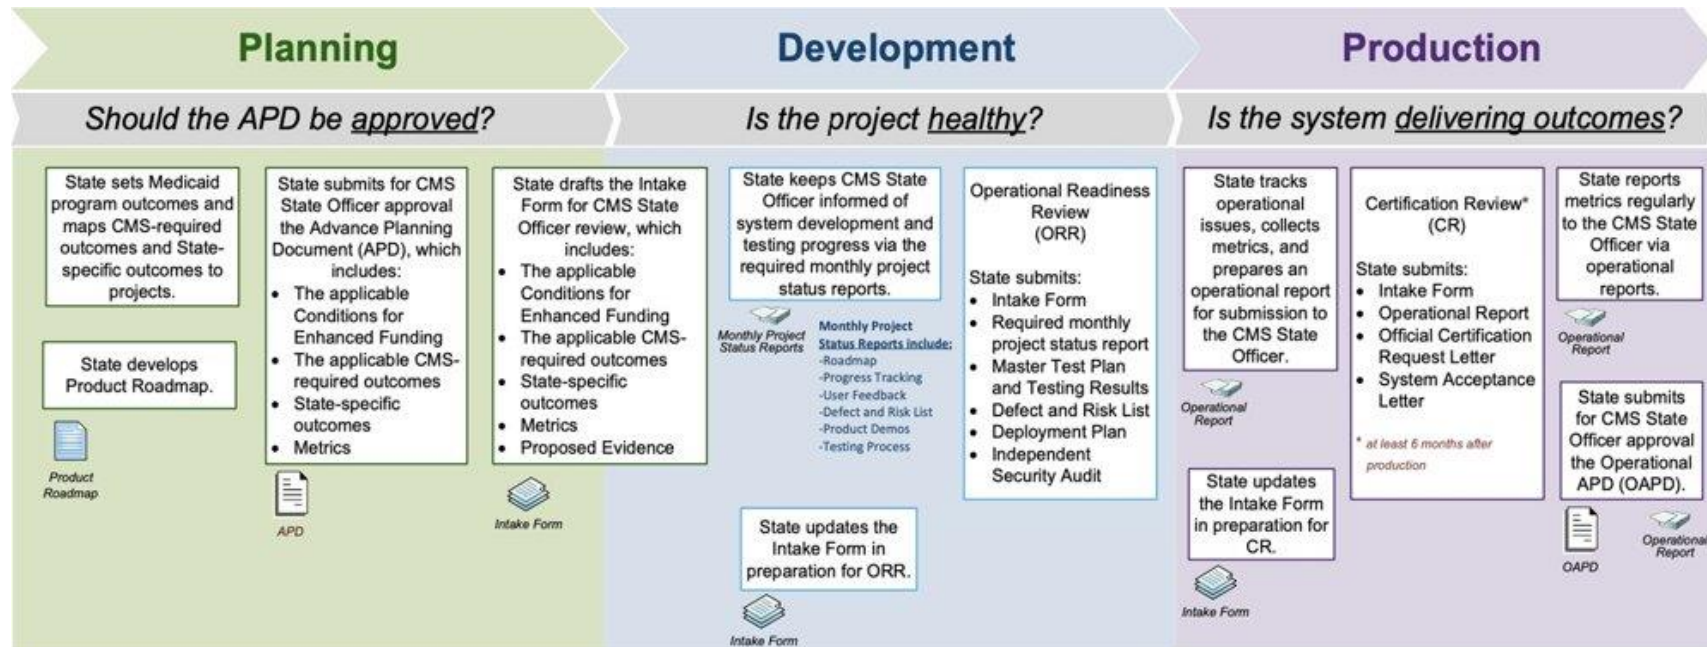 Planning
Development
Production
Should the APD be approved?
Is the project healthy?
Is the system delivering outcomes?
State sets Medicaid
program outcomes and
maps CMS-required
outcomes and State-
specific outcomes to
projects.
State develops
Product Roadmap.
Product
Roadmap
State submits for CMS
State Officer approval
the Advance Planning
Document (APD), which
includes:
• The applicable
Conditions for
Enhanced Funding
• The applicable CMS-
required outcomes
• State-specific
outcomes
• Metrics
APD
State drafts the Intake
Form for CMS State
Officer review, which
includes:
• The applicable
Conditions for
Enhanced Funding
• The applicable CMS-
required outcomes
• State-specific
outcomes
• Metrics
• Proposed Evidence
Intake Form
State keeps CMS State
Officer informed of
system development and
testing progress via the
required monthly project
status reports.
Monthly Project
Status Reports
Monthly Project
Status Reports include:
-Roadmap
-Progress Tracking
-User Feedback
-Defect and Risk List
-Product Demos
-Testing Process
State updates the
Intake Form in
preparation for ORR.
Intake Form
Operational Readiness
Review
(ORR)
State submits:
• Intake Form
• Required monthly
project status report
• Master Test Plan
and Testing Results
• Defect and Risk List
• Deployment Plan
• Independent
Security Audit
State tracks
operational
issues, collects
metrics, and
prepares an
operational report
for submission to
the CMS State
Officer.
Operational
Report
State updates
the Intake Form
in preparation for
CR.
Intake Form
Certification Review*
(CR)
State submits:
• Intake Form
• Operational Report
• Official Certification
Request Letter
• System Acceptance
Letter
* at least 6 months after
production
State reports
metrics regularly
to the CMS State
Officer via
operational
reports.
Operational
Report
State submits
for CMS State
Officer approval
the Operational
APD (OAPD).
OAPD
Operational
Report